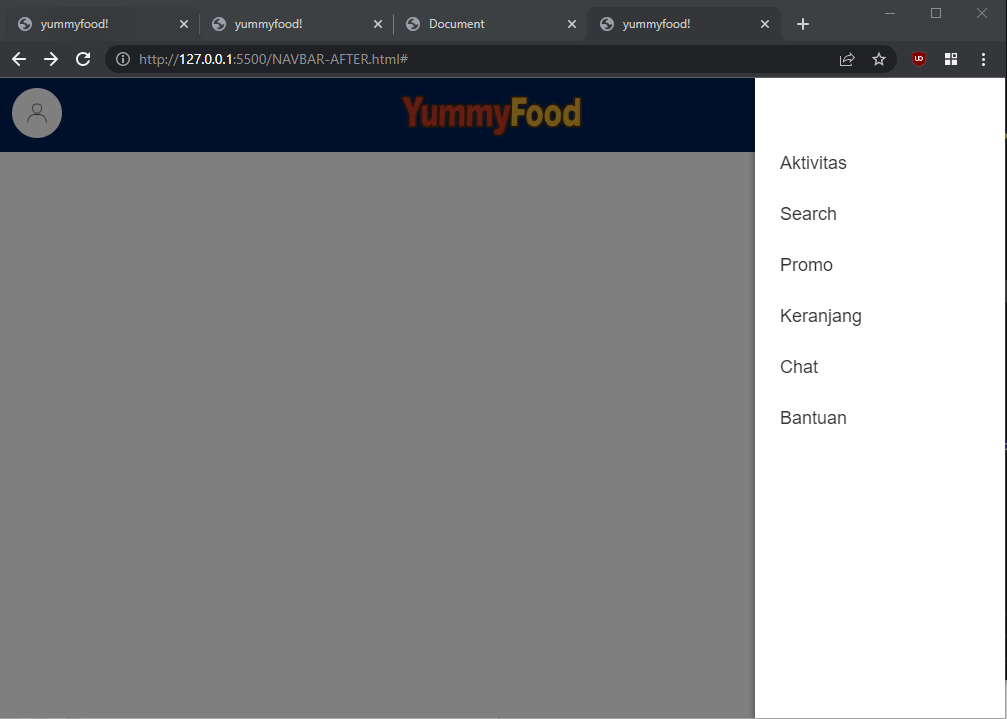 yummyfood!
yummyfood!
Document
yummyfood!
http://127.0.0.1:5500/NAVBAR-AFTER.html#
UD
YummyFood
Aktivitas
Search
Promo
Keranjang
Chat
Bantuan